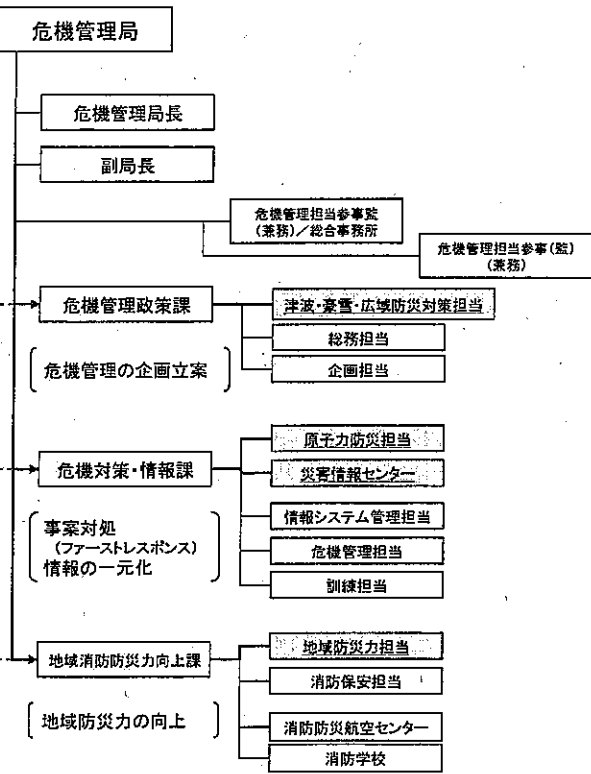 危機管理局
危機管理局長
副局長
危機管理担当参事監
(兼務)/総合事務所
危機管理担当参事(監)
(兼務)
危機管理政策課
津波・豪雪・広域防災対策担当
総務担当
危機管理の企画立案
企画担当
原子力防災担当
危機対策・情報課
災害情報センター
情報システム管理担当
事案対処
(ファーストレスポンス)
情報の一元化
危機管理担当
訓練担当
地域消防防災力向上課
地域防災力担当
消防保安担当
地域防災力の向上
消防防災航空センター
消防学校